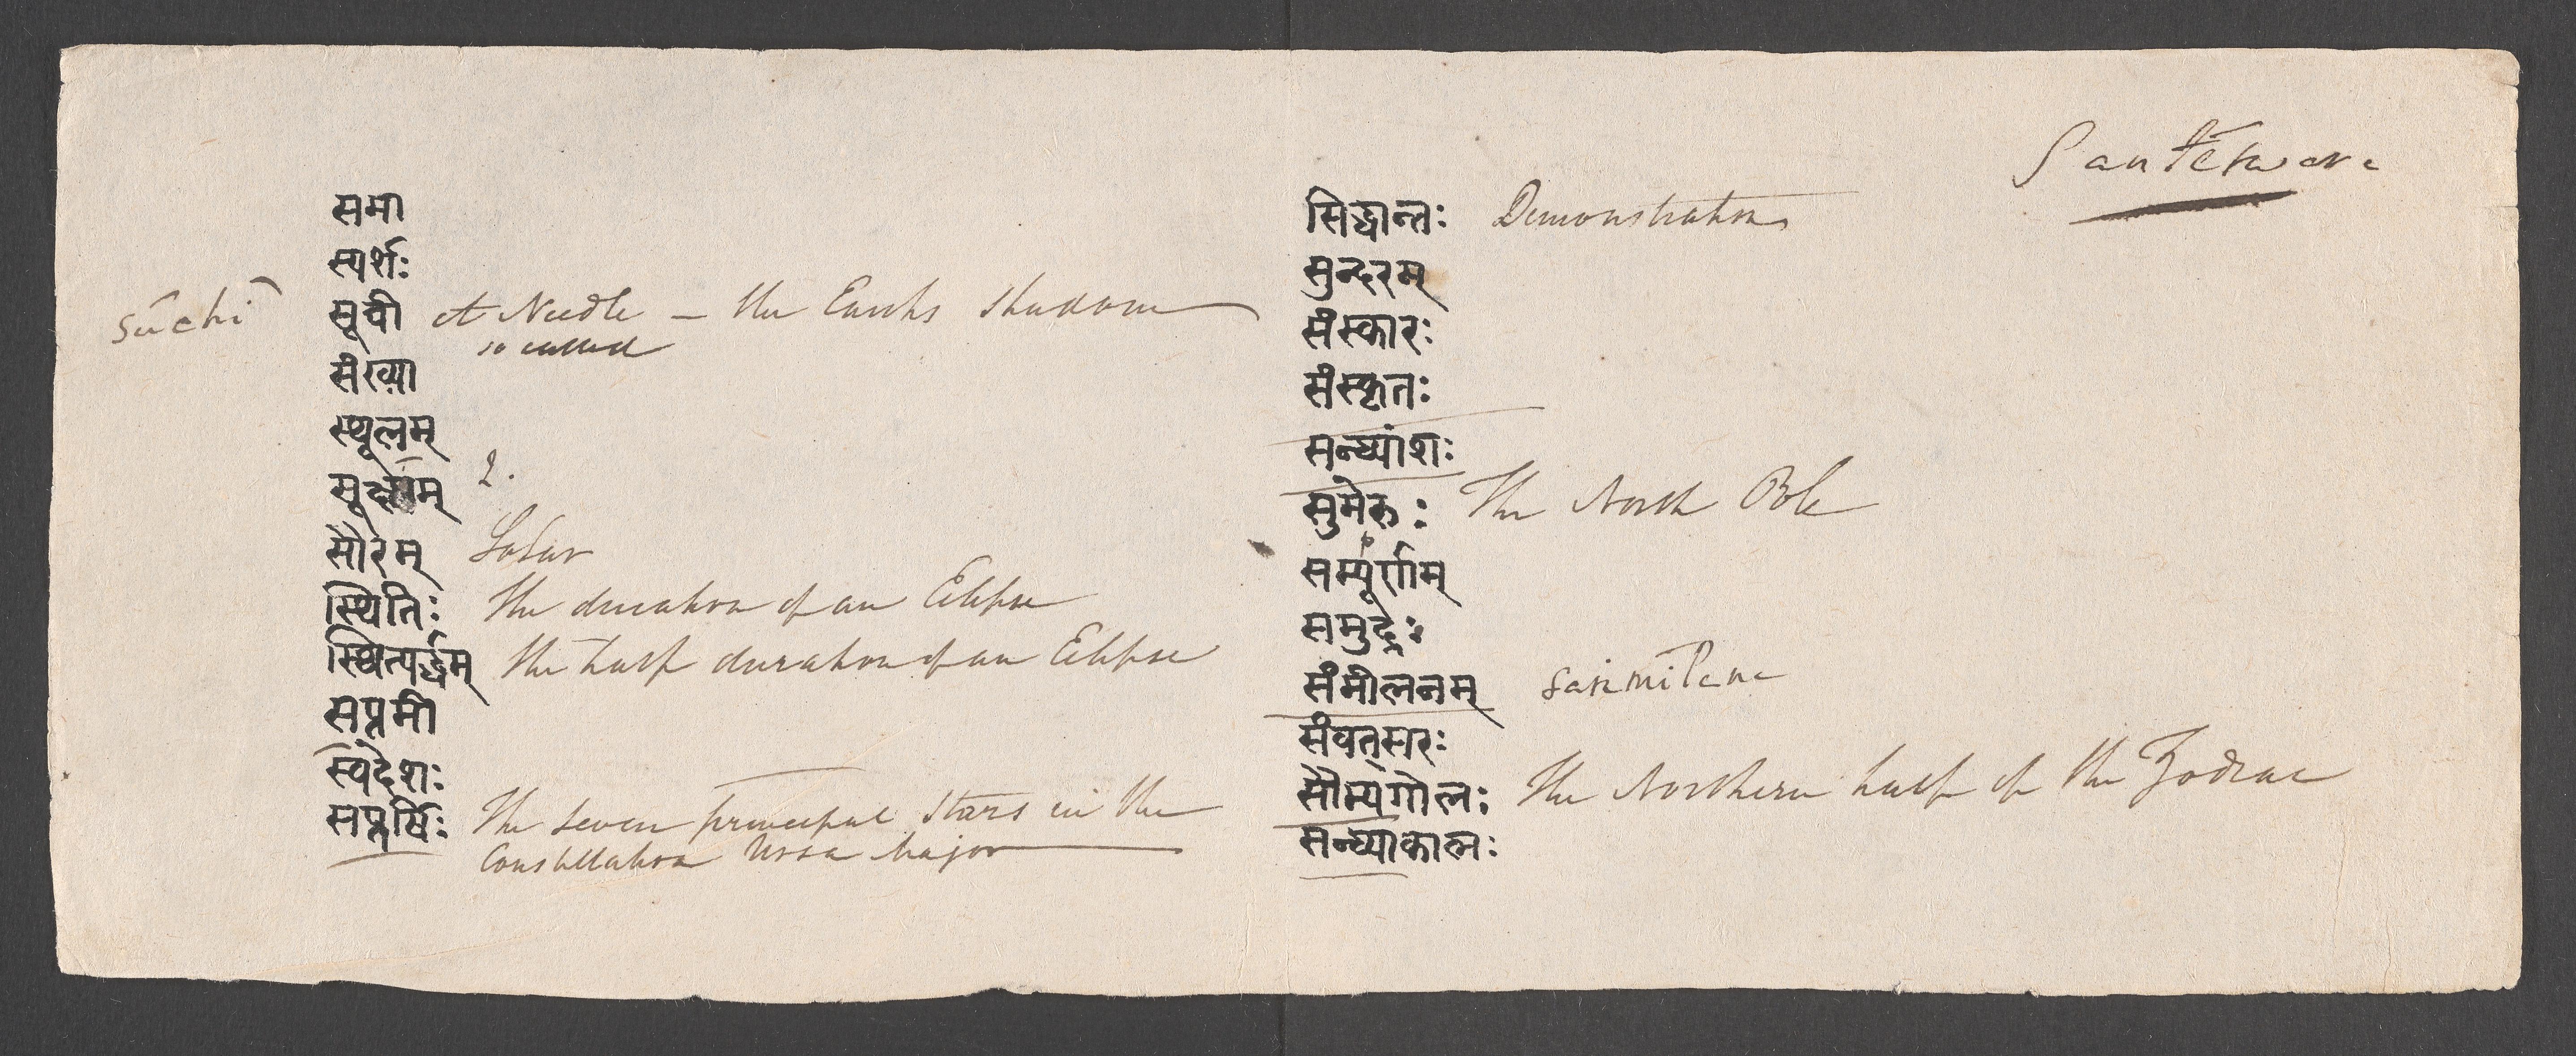 समा
स्पर्शः
sūchi सूची A Needle – the Earths shadow
so called
संख्या
स्थूलम्
सूर्क्ष्मम् 2.
सौरम् Solar
स्थितिः the duration of an Eclipse
स्थित्यर्द्धम् the half duration of an Eclipse
सप्तमी
स्वदेशः
सप्तर्षिः The seven principal Stars in the
Constellation Ursa Major
सिद्धान्तः Demonstration
सुन्दरम्
संस्कारः
संस्कृतः
सन्ध्यांशः
सुमेरुः The North Pole
सम्पूर्णम्
समुद्रः
संमीलनम् sanmilana
संवत्सरः
सौम्यगोलः The Northern half of the Zodiac
सन्ध्याकालः